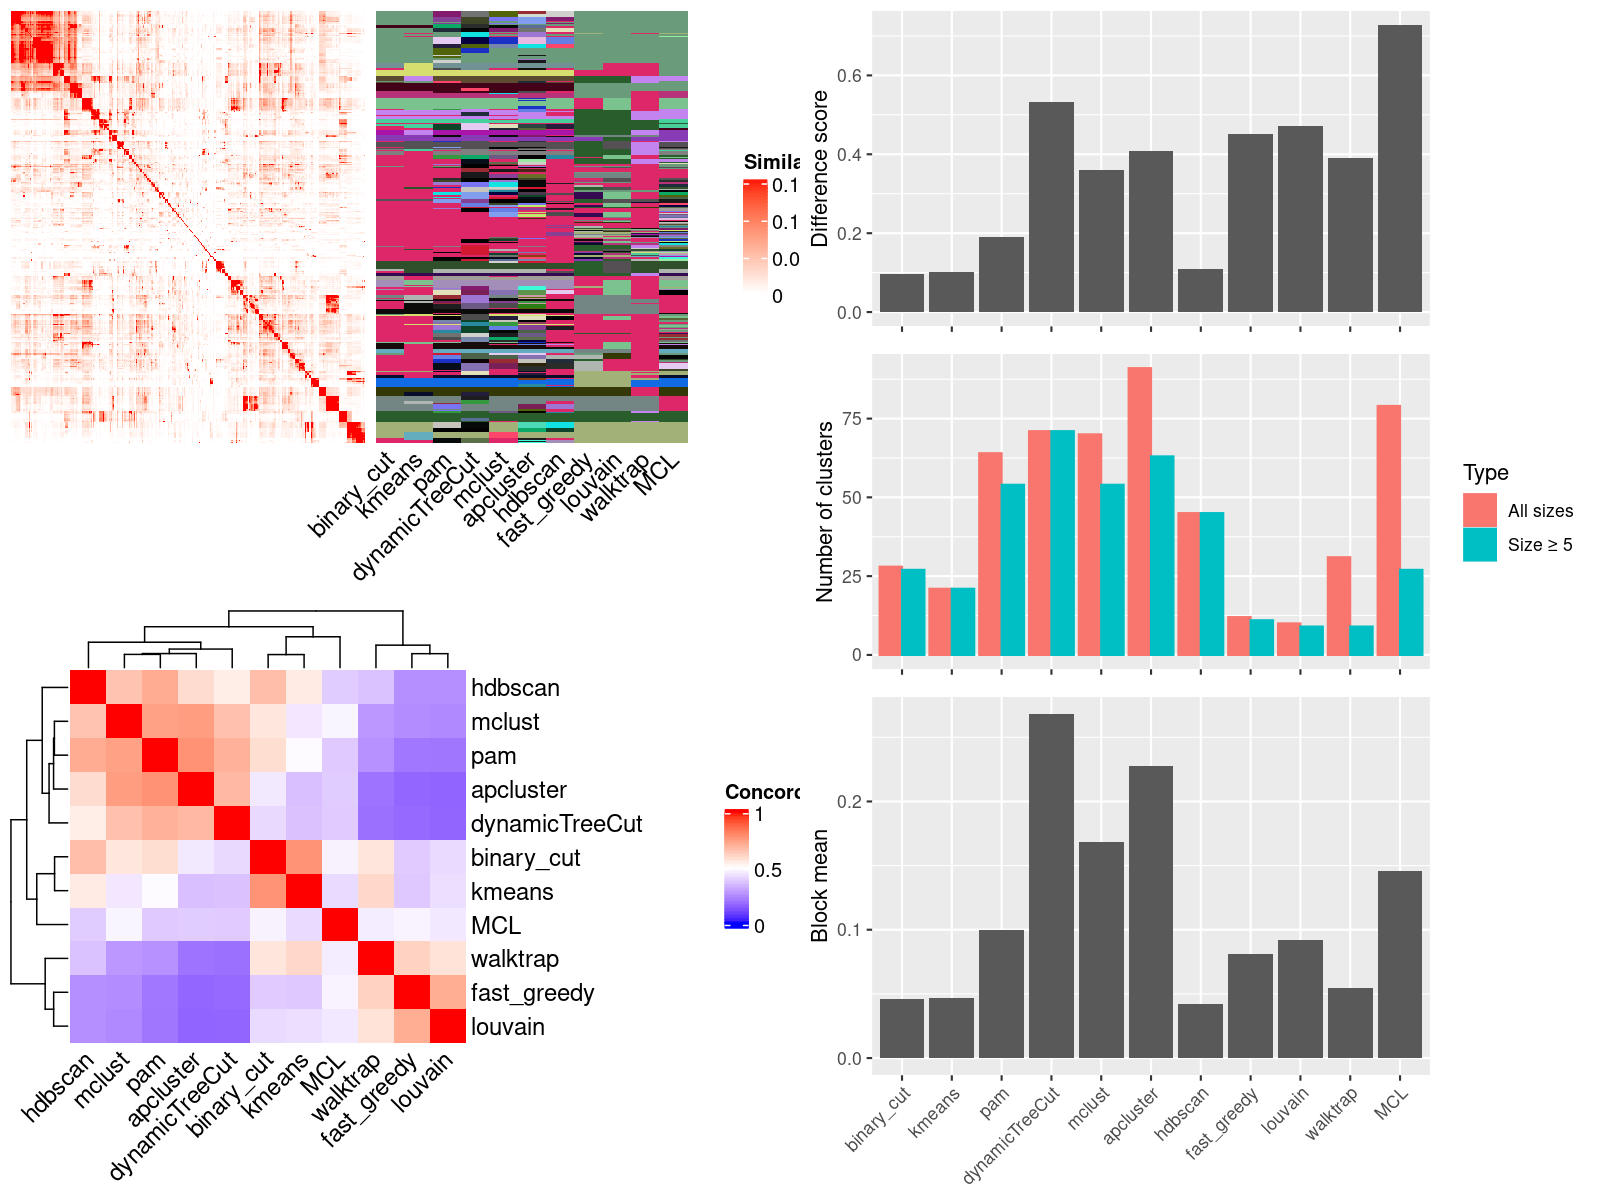 Simila
0.1
0.1
0.0
0
binary_cut
kmeans
pam
dynamicTreeCut
mclust
apcluster
hdbscan
fast_greedy
louvain
walktrap
MCL
hdbscan
mclust
pam
apcluster
dynamicTreeCut
binary_cut
kmeans
MCL
walktrap
fast_greedy
louvain
hdbscan
mclust
pam
apcluster
dynamicTreeCut
binary_cut
kmeans
MCL
walktrap
fast_greedy
louvain
Concord
1
0.5
0
Difference score
0.6
0.4
0.2
0.0
Number of clusters
75
50
25
0
Type
All sizes
Size ≥ 5
Block mean
0.2
0.1
0.0
binary_cut
kmeans
pam
dynamicTreeCut
mclust
apcluster
hdbscan
fast_greedy
louvain
walktrap
MCL